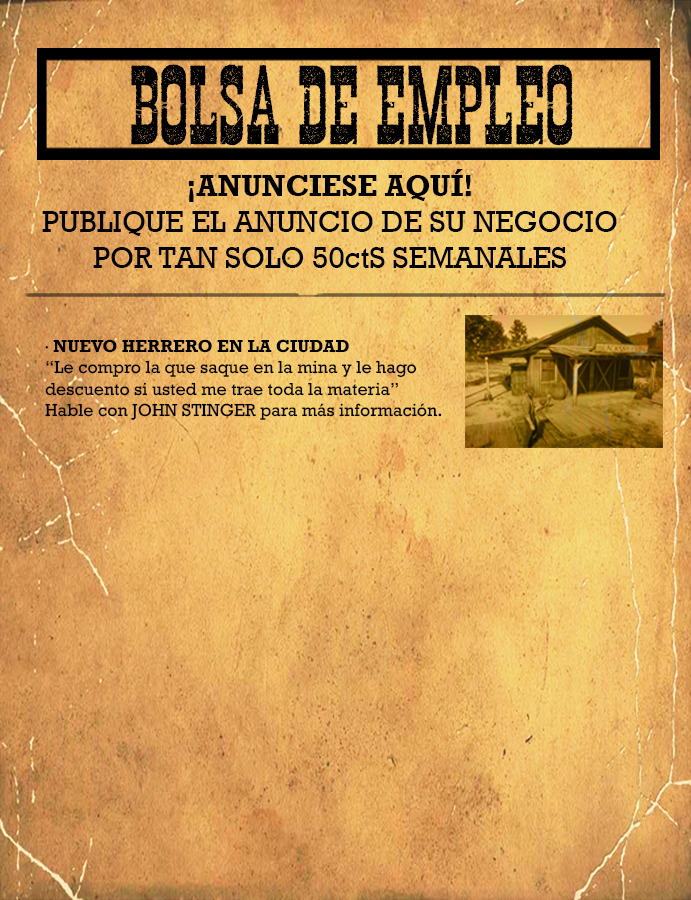 BOLSA DE EMPLEO
¡ANUNCIESE AQUÍ!
PUBLIQUE EL ANUNCIO DE SU NEGOCIO
POR TAN SOLO 50ctS SEMANALES
· NUEVO HERRERO EN LA CIUDAD
“Le compro la que saque en la mina y le hago
descuento si usted me trae toda la materia”
Hable con JOHN STINGER para más información.